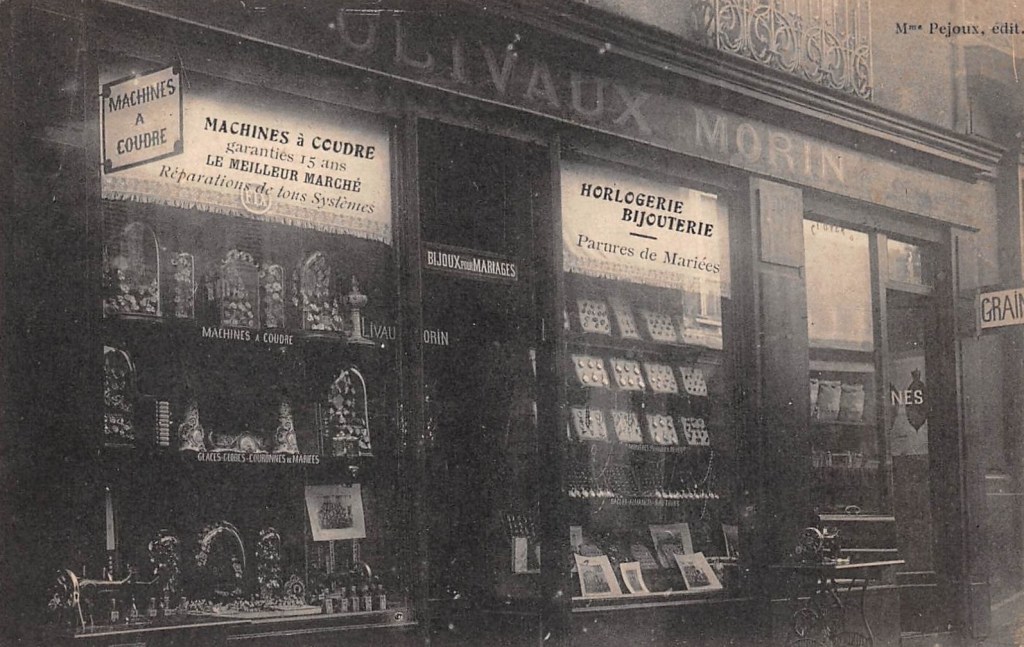 Mme Pejoux, édit.
OLIVAUX MORIN
MACHINES
A
COUDRE
MACHINES à COUDRE
garanties 15 ans
LE MEILLEUR MARCHÉ
Réparations de tous Systèmes
HORLOGERIE
BIJOUTERIE
Parures de Mariées
BIJOUX POUR MARIAGES
GRAIN
MACHINES A COUDRE
LIVAU MORIN
NES
GLACES-GLOBES-COURONNES DE MARIÉES